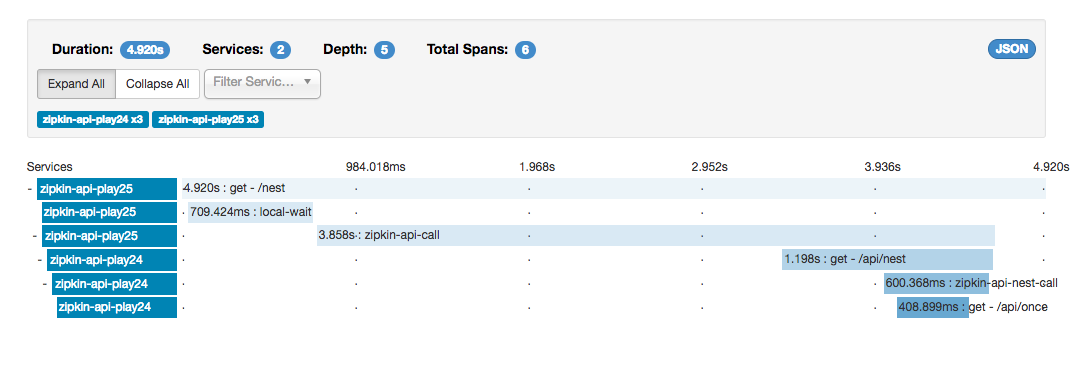 Duration: 4.920s Services: 2 Depth: 5 Total Spans: 6 JSON
Expand All Collapse All Filter Servic...
zipkin-api-play24 x3 zipkin-api-play25 x3
Services 984.018ms 1.968s 2.952s 3.936s 4.920s
- zipkin-api-play25 4.920s : get - /nest
zipkin-api-play25 709.424ms : local-wait
- zipkin-api-play25 3.858s : zipkin-api-call
- zipkin-api-play24 1.198s : get - /api/nest
- zipkin-api-play24 600.368ms : zipkin-api-nest-call
zipkin-api-play24 408.899ms : get - /api/once